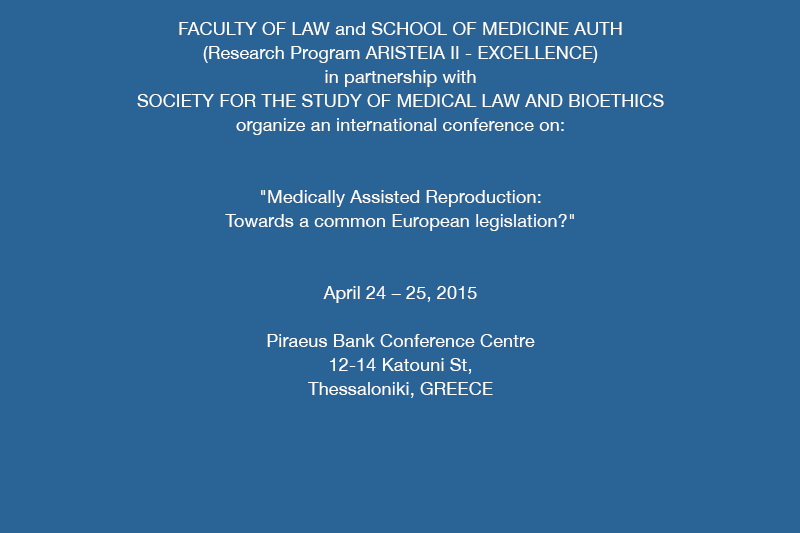 FACULTY OF LAW and SCHOOL OF MEDICINE AUTH
(Research Program ARISTEIA II - EXCELLENCE)
in partnership with
SOCIETY FOR THE STUDY OF MEDICAL LAW AND BIOETHICS
organize an international conference on:
"Medically Assisted Reproduction:
Towards a common European legislation?"
April 24 – 25, 2015
Piraeus Bank Conference Centre
12-14 Katouni St,
Thessaloniki, GREECE